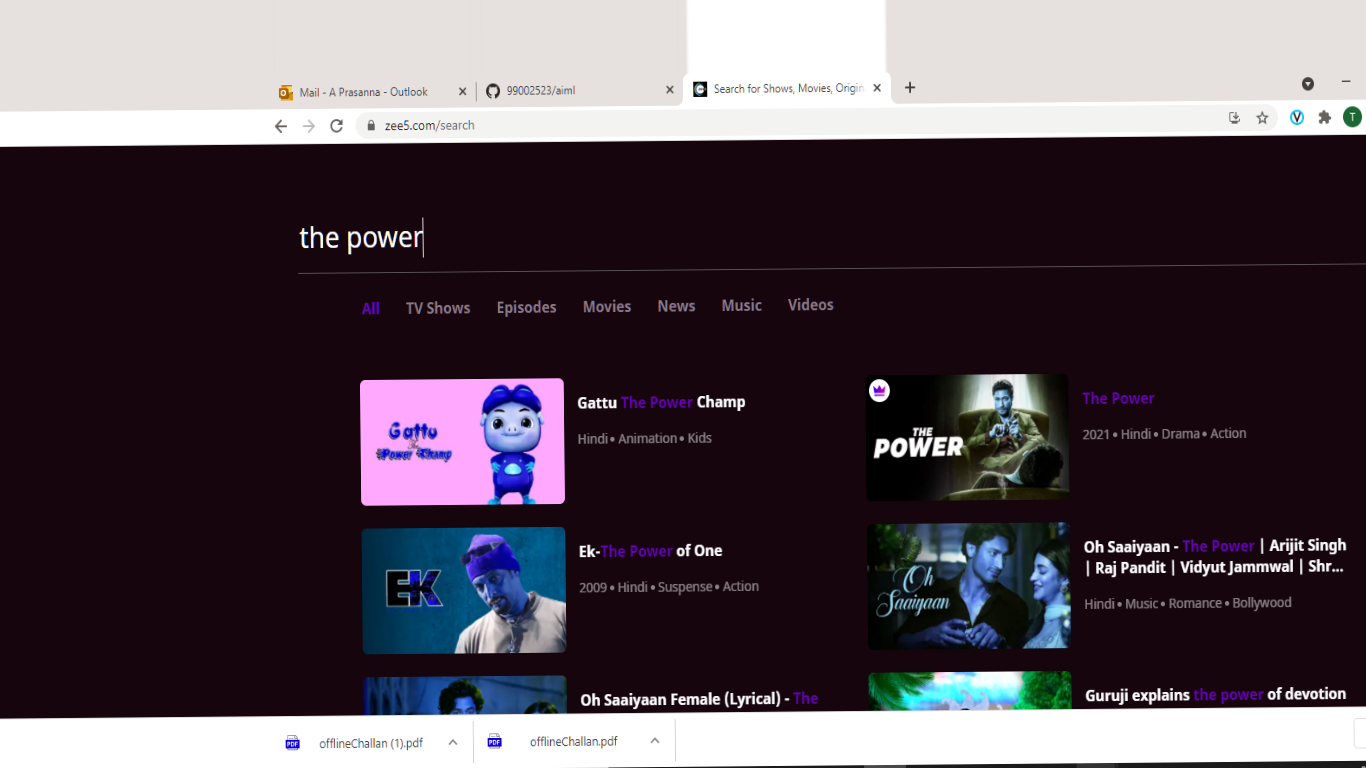 Mail - A Prasanna - Outlook
99002523/aiml
Search for Shows, Movies, Origin
zee5.com/search
T
the power
All
TV Shows
Episodes
Movies
News
Music
Videos
Gattu
The
Power Champ
Gattu The Power Champ
Hindi • Animation • Kids
THE
POWER
The Power
2021 • Hindi • Drama • Action
EK
Ek-The Power of One
2009 • Hindi • Suspense • Action
Oh
Saaiyaan
Oh Saaiyaan - The Power | Arijit Singh
| Raj Pandit | Vidyut Jammwal | Shr...
Hindi • Music • Romance • Bollywood
Oh Saaiyaan Female (Lyrical) - The
Guruji explains the power of devotion
PDF
offlineChallan (1).pdf
PDF
offlineChallan.pdf